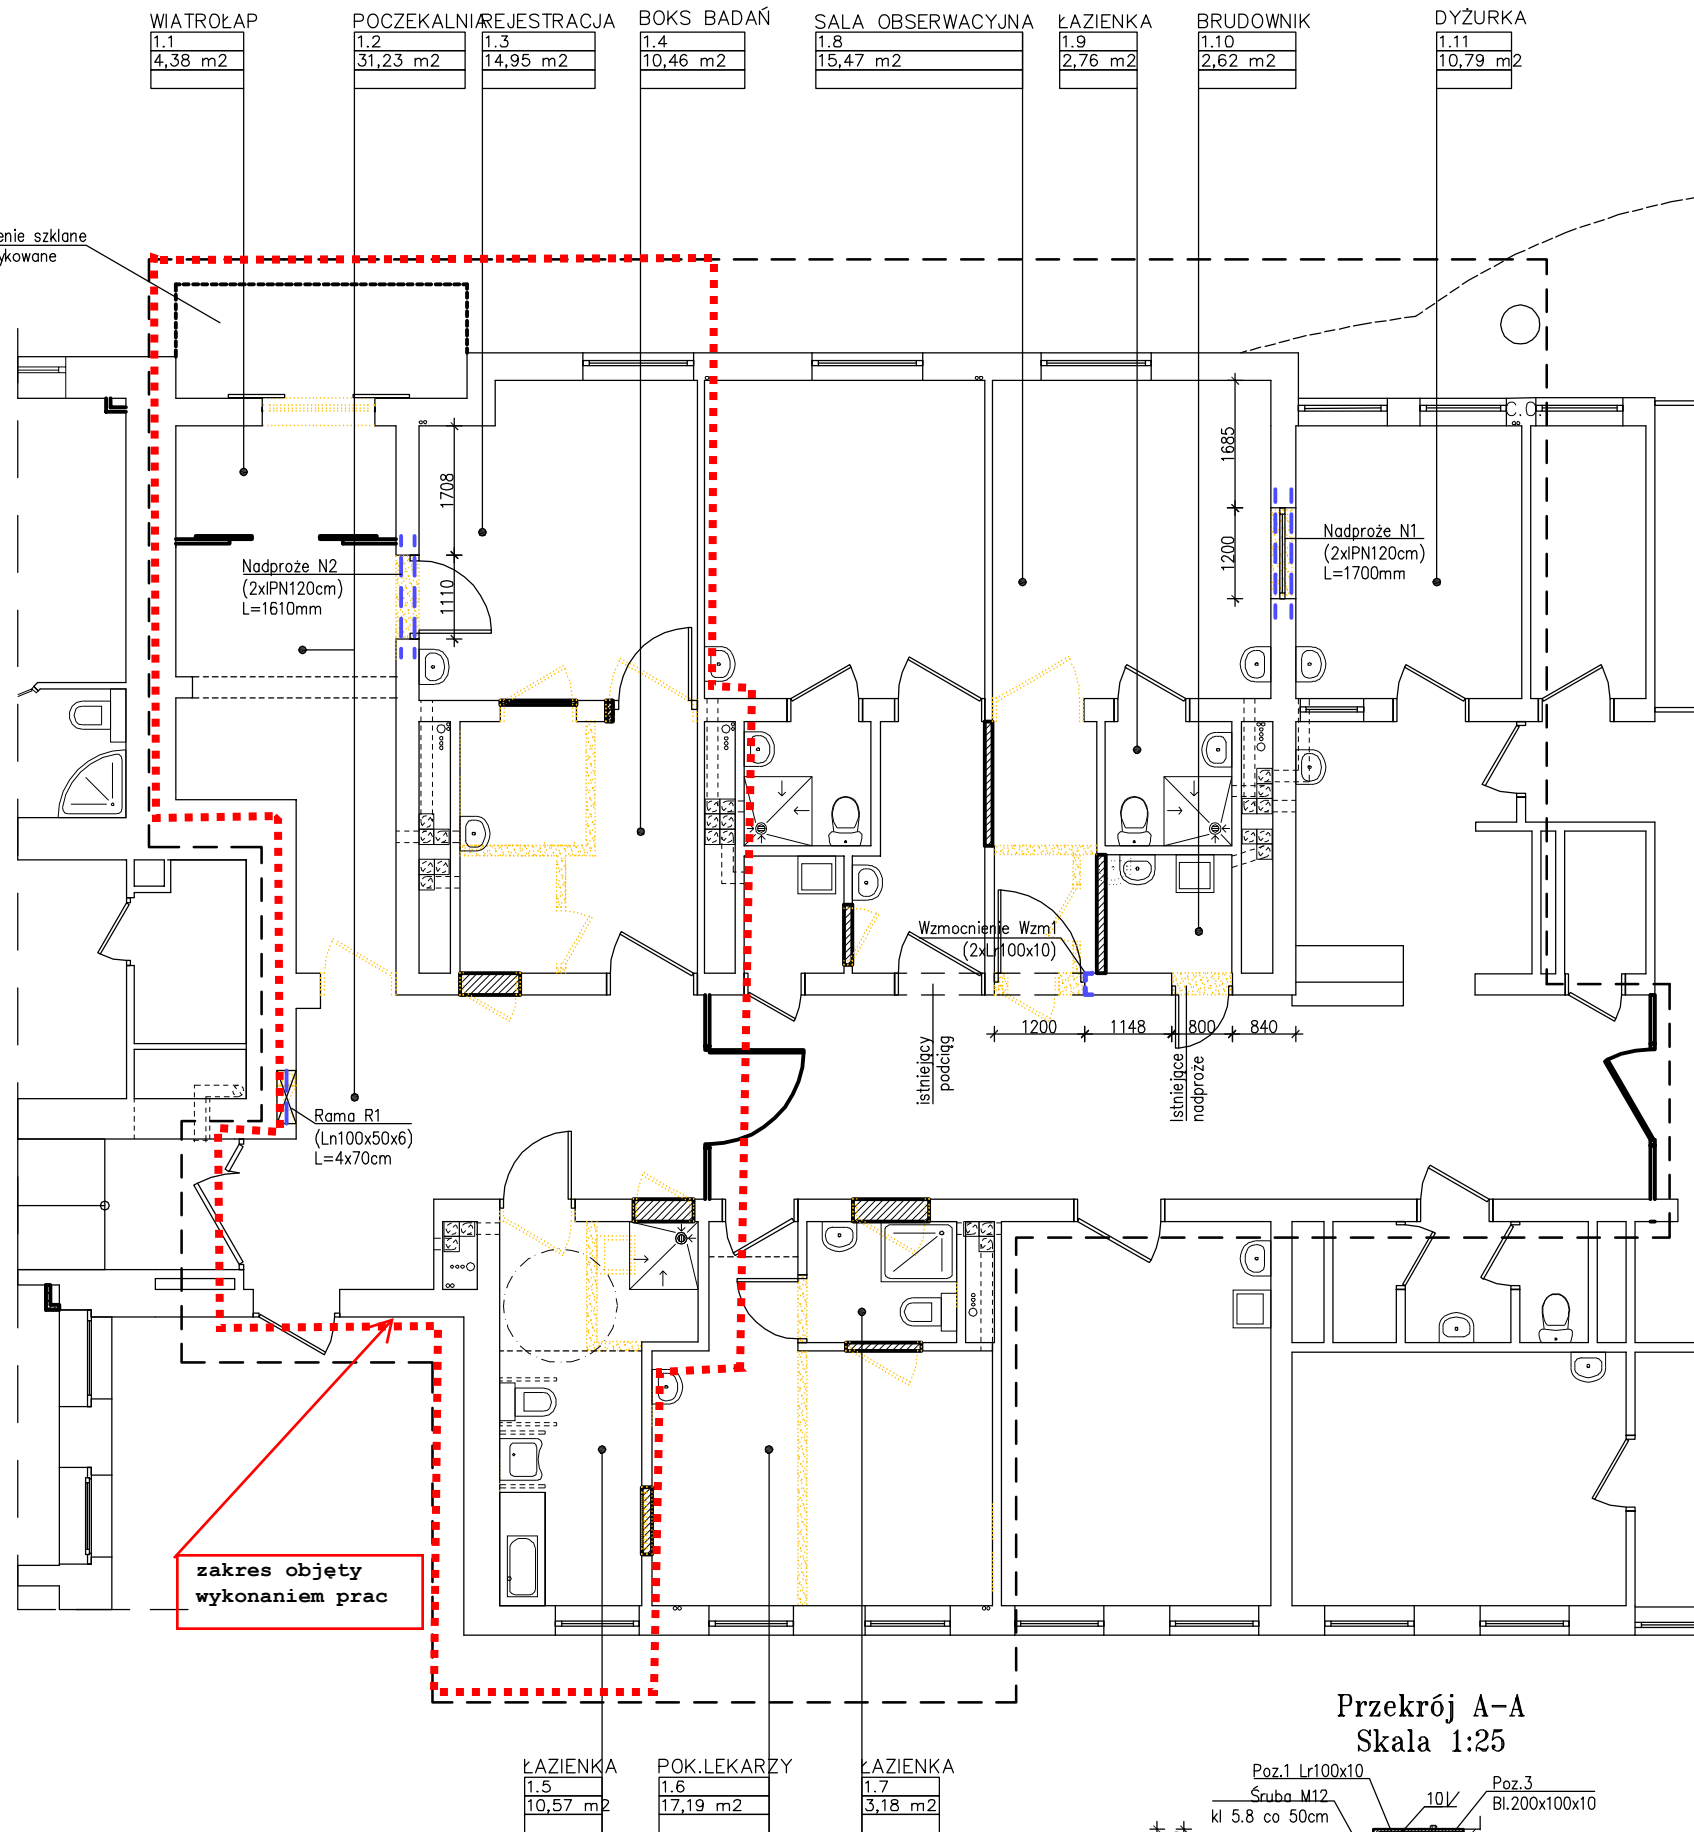 WIATROŁAP
1.1
4,38 m2
POCZEKALNIA
1.2
31,23 m2
REJESTRACJA
1.3
14,95 m2
BOKS BADAŃ
1.4
10,46 m2
SALA OBSERWACYJNA
1.8
15,47 m2
ŁAZIENKA
1.9
2,76 m2
BRUDOWNIK
1.10
2,62 m2
DYŻURKA
1.11
10,79 m2
enie szklane
ykowane
C.O.
1708
1110
1685
1200
Nadproże N2
(2xIPN120cm)
L=1610mm
Nadproże N1
(2xIPN120cm)
L=1700mm
Wzmocnienie Wzm1
(2xLr100x10)
1200
1148
800
840
istniejący
podciąg
Istniejące
nadproże
Rama R1
(Ln100x50x6)
L=4x70cm
zakres objęty
wykonaniem prac
ŁAZIENKA
1.5
10,57 m2
POK.LEKARZY
1.6
17,19 m2
ŁAZIENKA
1.7
3,18 m2
Przekrój A-A
Skala 1:25
Poz.1 Lr100x10
Śruba M12
kl 5.8 co 50cm
10
Poz.3
Bl.200x100x10